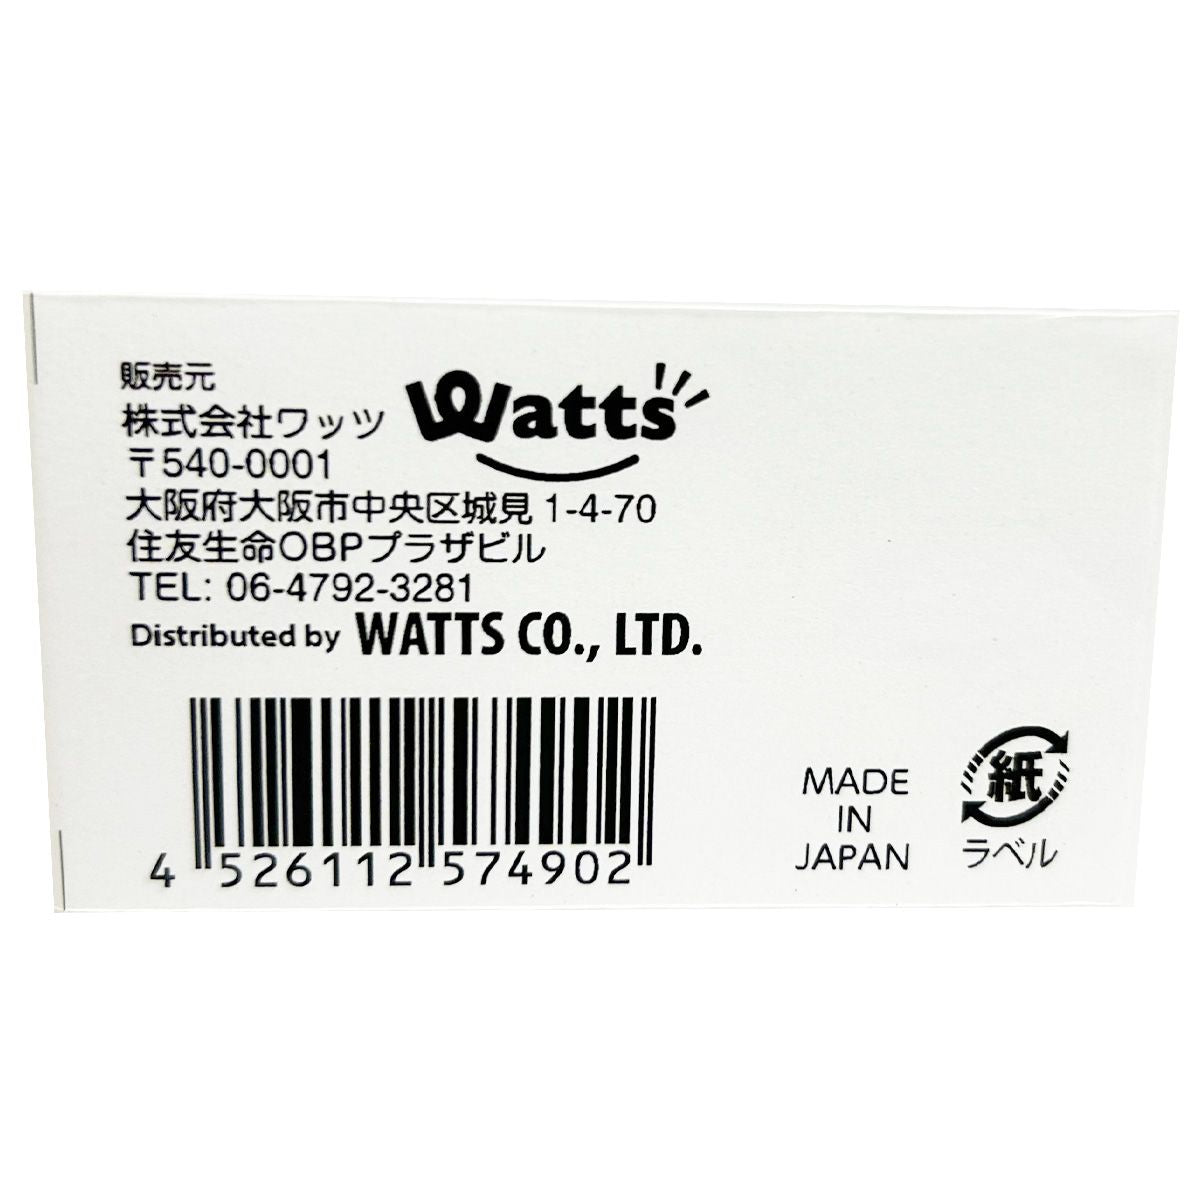 販売元
株式会社ワッツ Watts
〒540-0001
大阪府大阪市中央区城見 1-4-70
住友生命OBPプラザビル
TEL: 06-4792-3281
Distributed by WATTS CO., LTD.
4 526112 574902
MADE
IN
JAPAN
紙
ラベル